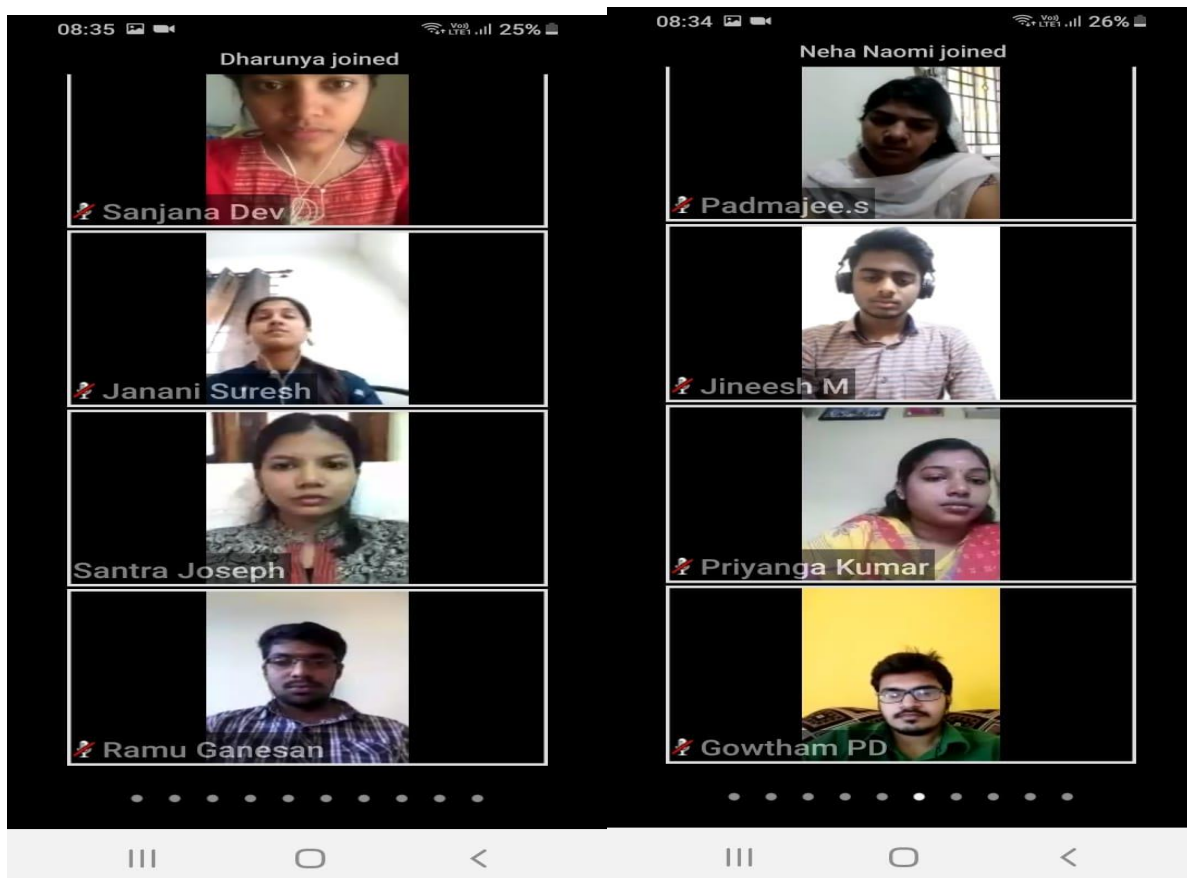 08:35 25%
Dharunya joined
Sanjana Dev
Janani Suresh
Santra Joseph
Ramu Ganesan
08:34 26%
Neha Naomi joined
Padmajee.s
Jineesh M
Priyanga Kumar
Gowtham PD